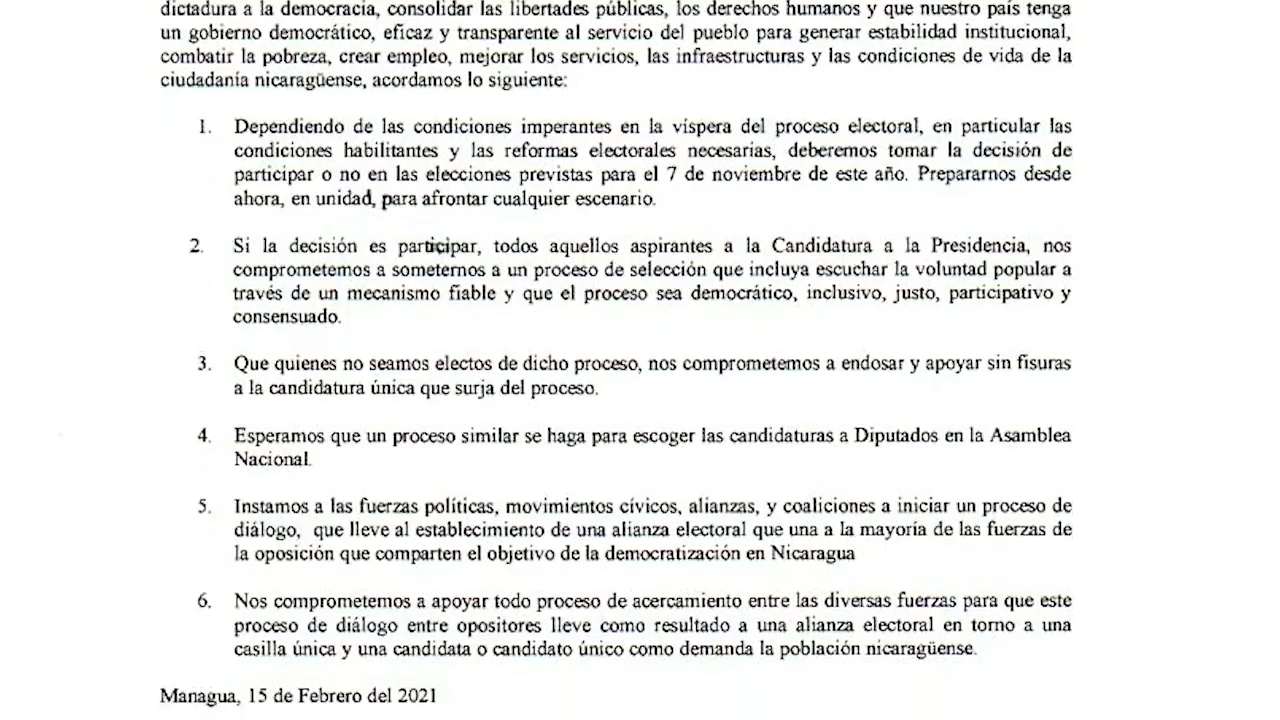 dictadura a la democracia, consolidar las libertades públicas, los derechos humanos y que nuestro país tenga
un gobierno democrático, eficaz y transparente al servicio del pueblo para generar estabilidad institucional,
combatir la pobreza, crear empleo, mejorar los servicios, las infraestructuras y las condiciones de vida de la
ciudadanía nicaragüense, acordamos lo siguiente:
1. Dependiendo de las condiciones imperantes en la víspera del proceso electoral, en particular las
condiciones habilitantes y las reformas electorales necesarias, deberemos tomar la decisión de
participar o no en las elecciones previstas para el 7 de noviembre de este año. Prepararnos desde
ahora, en unidad, para afrontar cualquier escenario.
2. Si la decisión es participar, todos aquellos aspirantes a la Candidatura a la Presidencia, nos
comprometemos a someternos a un proceso de selección que incluya escuchar la voluntad popular a
través de un mecanismo fiable y que el proceso sea democrático, inclusivo, justo, participativo y
consensuado.
3. Que quienes no seamos electos de dicho proceso, nos comprometemos a endosar y apoyar sin fisuras
a la candidatura única que surja del proceso.
4. Esperamos que un proceso similar se haga para escoger las candidaturas a Diputados en la Asamblea
Nacional.
5. Instamos a las fuerzas políticas, movimientos cívicos, alianzas, y coaliciones a iniciar un proceso de
diálogo, que lleve al establecimiento de una alianza electoral que una a la mayoría de las fuerzas de
la oposición que comparten el objetivo de la democratización en Nicaragua
6. Nos comprometemos a apoyar todo proceso de acercamiento entre las diversas fuerzas para que este
proceso de diálogo entre opositores lleve como resultado a una alianza electoral en torno a una
casilla única y una candidata o candidato único como demanda la población nicaragüense.
Managua, 15 de Febrero del 2021